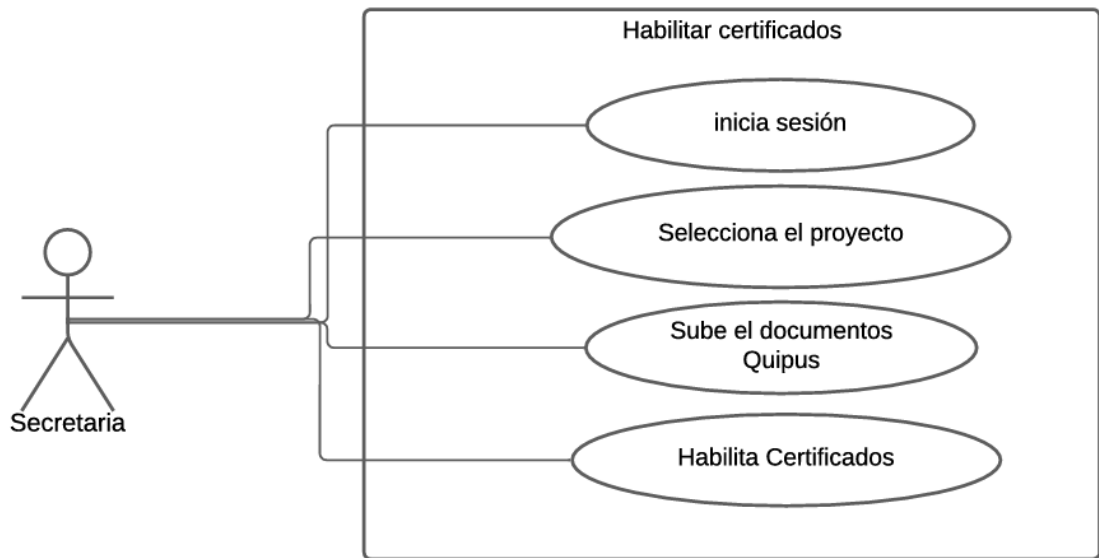 Habilitar certificados
inicia sesión
Selecciona el proyecto
Sube el documentos
Quipus
Secretaria
Habilita Certificados